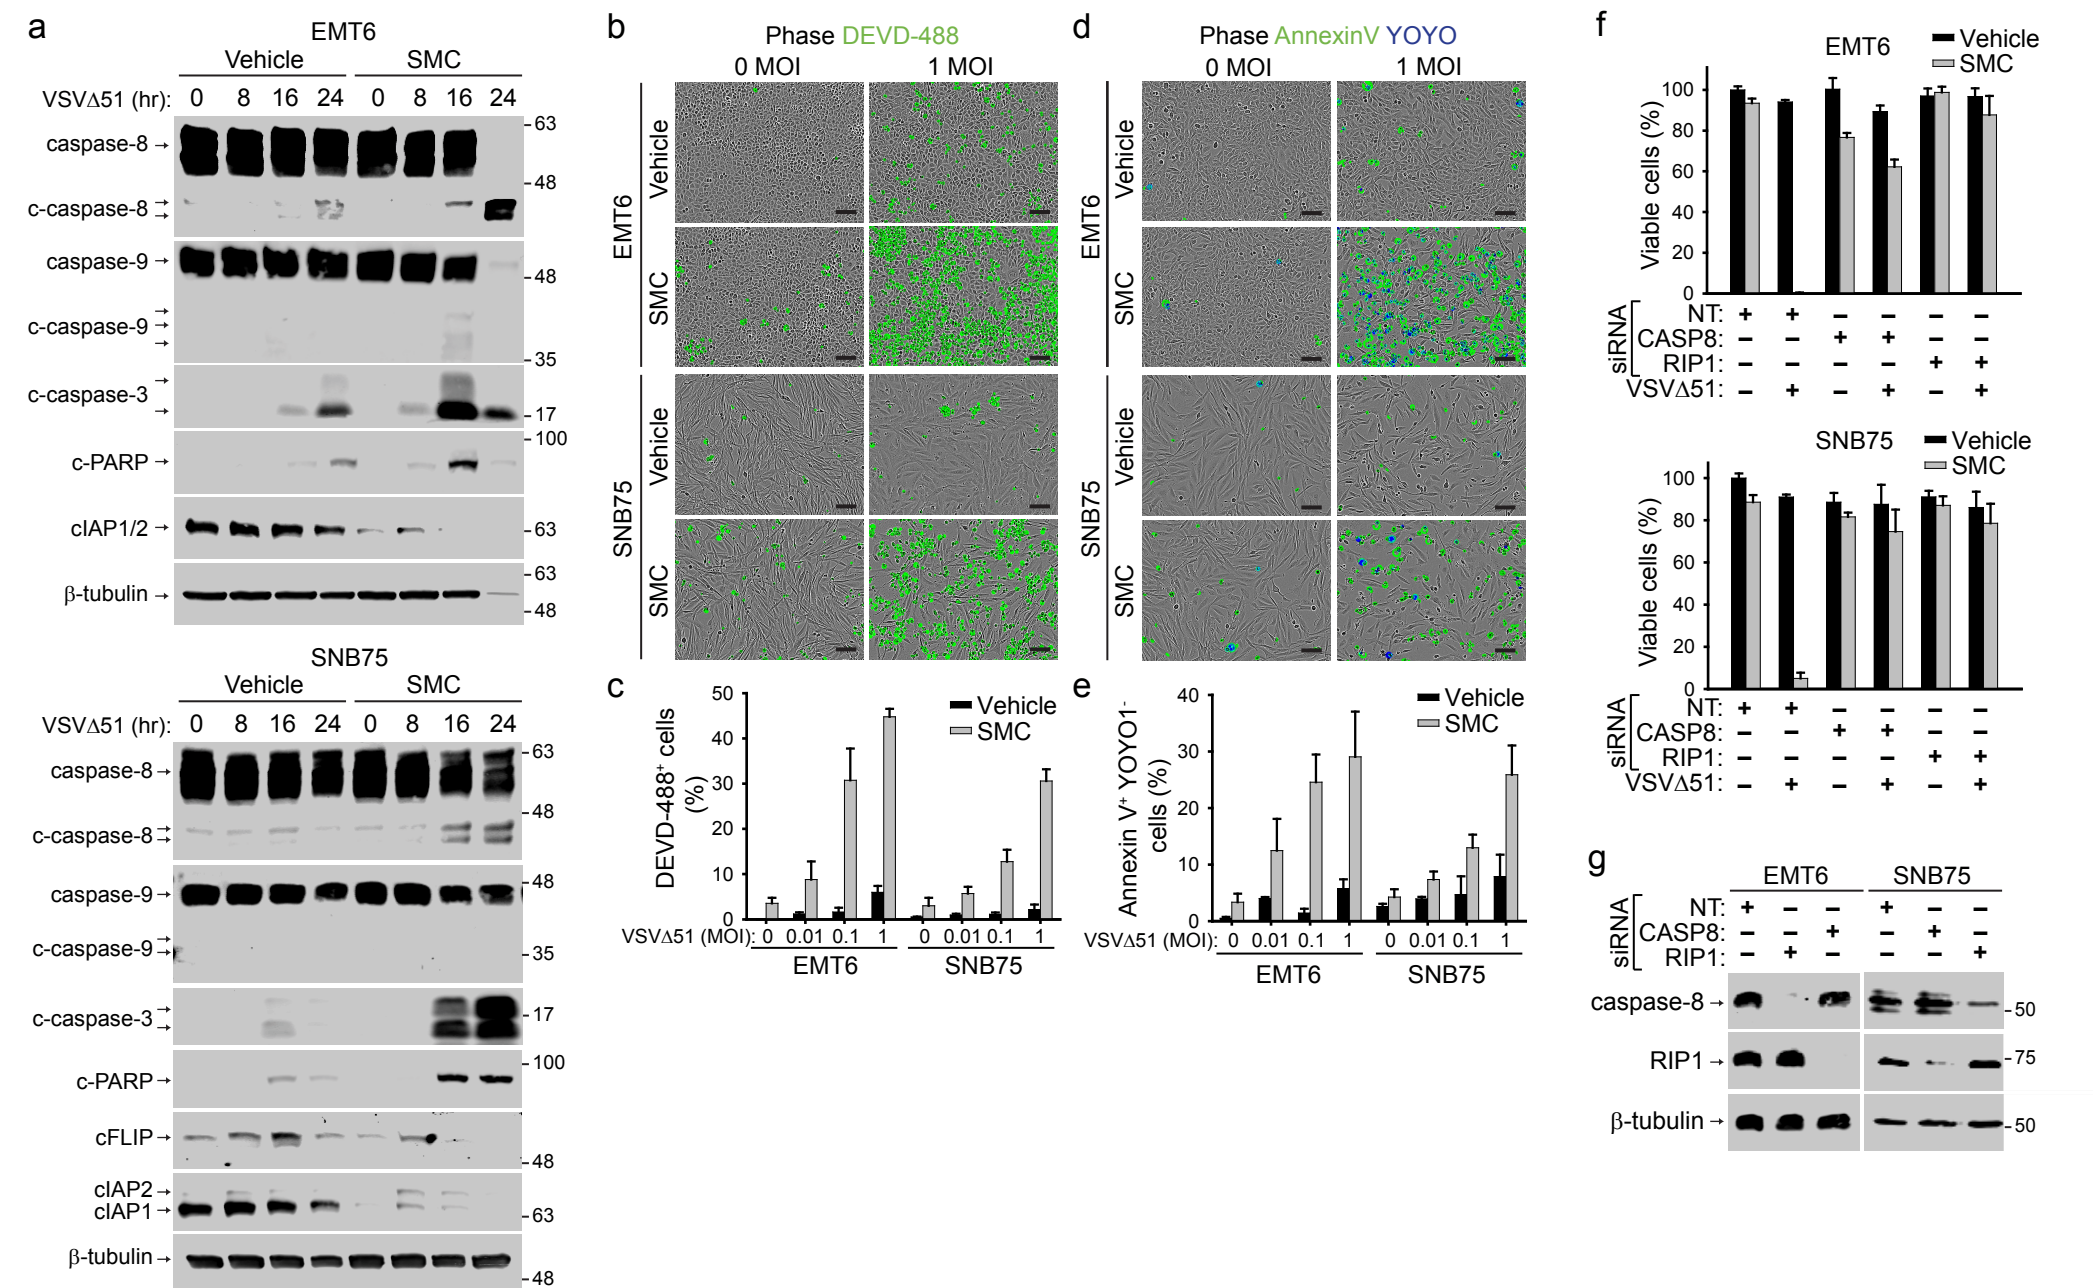 a
EMT6
Vehicle SMC
VSVΔ51 (hr): 0 8 16 24 0 8 16 24
caspase-8
63
48
c-caspase-8
caspase-9
48
c-caspase-9
35
c-caspase-3
17
100
c-PARP
cIAP1/2
63
63
β-tubulin
48
SNB75
Vehicle SMC
VSVΔ51 (hr): 0 8 16 24 0 8 16 24
63
caspase-8
48
c-caspase-8
48
caspase-9
c-caspase-9
35
17
c-caspase-3
100
c-PARP
cFLIP
48
cIAP2
cIAP1
63
β-tubulin
48
b
Phase DEVD-488
0 MOI 1 MOI
EMT6
Vehicle
SMC
SNB75
Vehicle
SMC
c
DEVD-488+ cells
(%)
50
40
30
20
10
0
Vehicle
SMC
VSVΔ51 (MOI): 0 0.01 0.1 1 0 0.01 0.1 1
EMT6 SNB75
d
Phase AnnexinV YOYO
0 MOI 1 MOI
EMT6
Vehicle
SMC
SNB75
Vehicle
SMC
e
Annexin V+ YOYO1-
cells (%)
40
30
20
10
0
Vehicle
SMC
VSVΔ51 (MOI): 0 0.01 0.1 1 0 0.01 0.1 1
EMT6 SNB75
f
EMT6
Vehicle
SMC
Viable cells (%)
100
80
60
40
20
0
siRNA
NT: + + – – – –
CASP8: – – + + – –
RIP1: – – – – + +
VSVΔ51: – + – + – +
SNB75
Vehicle
SMC
Viable cells (%)
100
80
60
40
20
0
siRNA
NT: + + – – – –
CASP8: – – + + – –
RIP1: – – – – + +
VSVΔ51: – + – + – +
g
EMT6 SNB75
siRNA
NT: + – – + – –
CASP8: – – + – + –
RIP1: – + – – – +
caspase-8
50
RIP1
75
β-tubulin
50